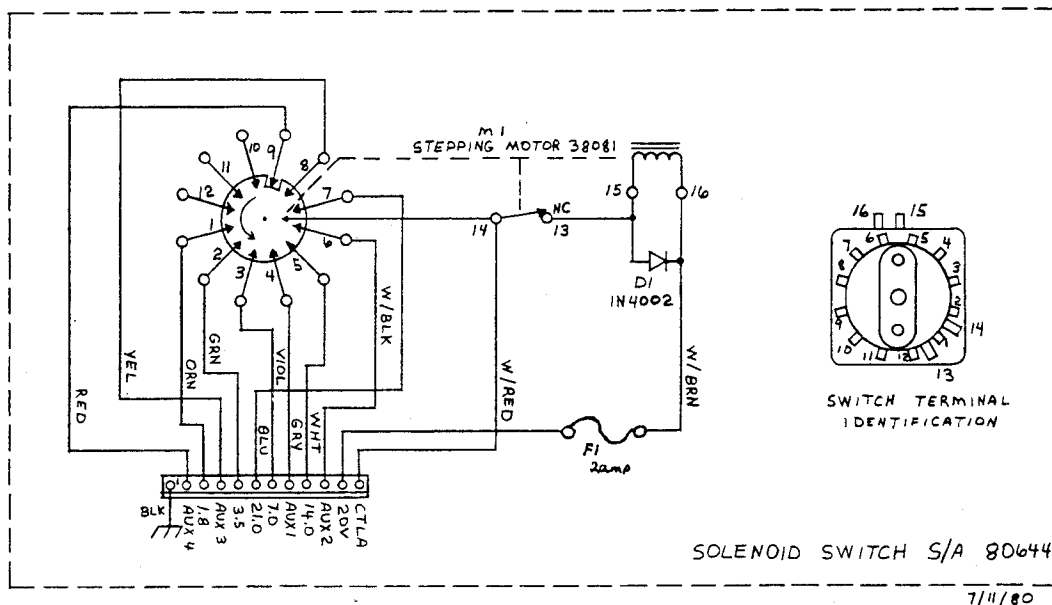 M1
STEPPING MOTOR 38081
10
9
8
11
7
12
1
6
2
3
4
5
15
16
14
NC
13
D1
1N4002
16
15
6
5
7
4
8
3
2
9
14
10
1
11
12
13
SWITCH TERMINAL
IDENTIFICATION
RED
YEL
ORN
GRN
VIOL
BLU
GRY
WHT
W/BLK
W/RED
W/BRN
F1
2amp
1
BLK
AUX 4
1.8
AUX 3
3.5
21.0
7.0
AUX1
14.0
AUX2
20V
CTLA
SOLENOID SWITCH S/A 80644
7/11/80